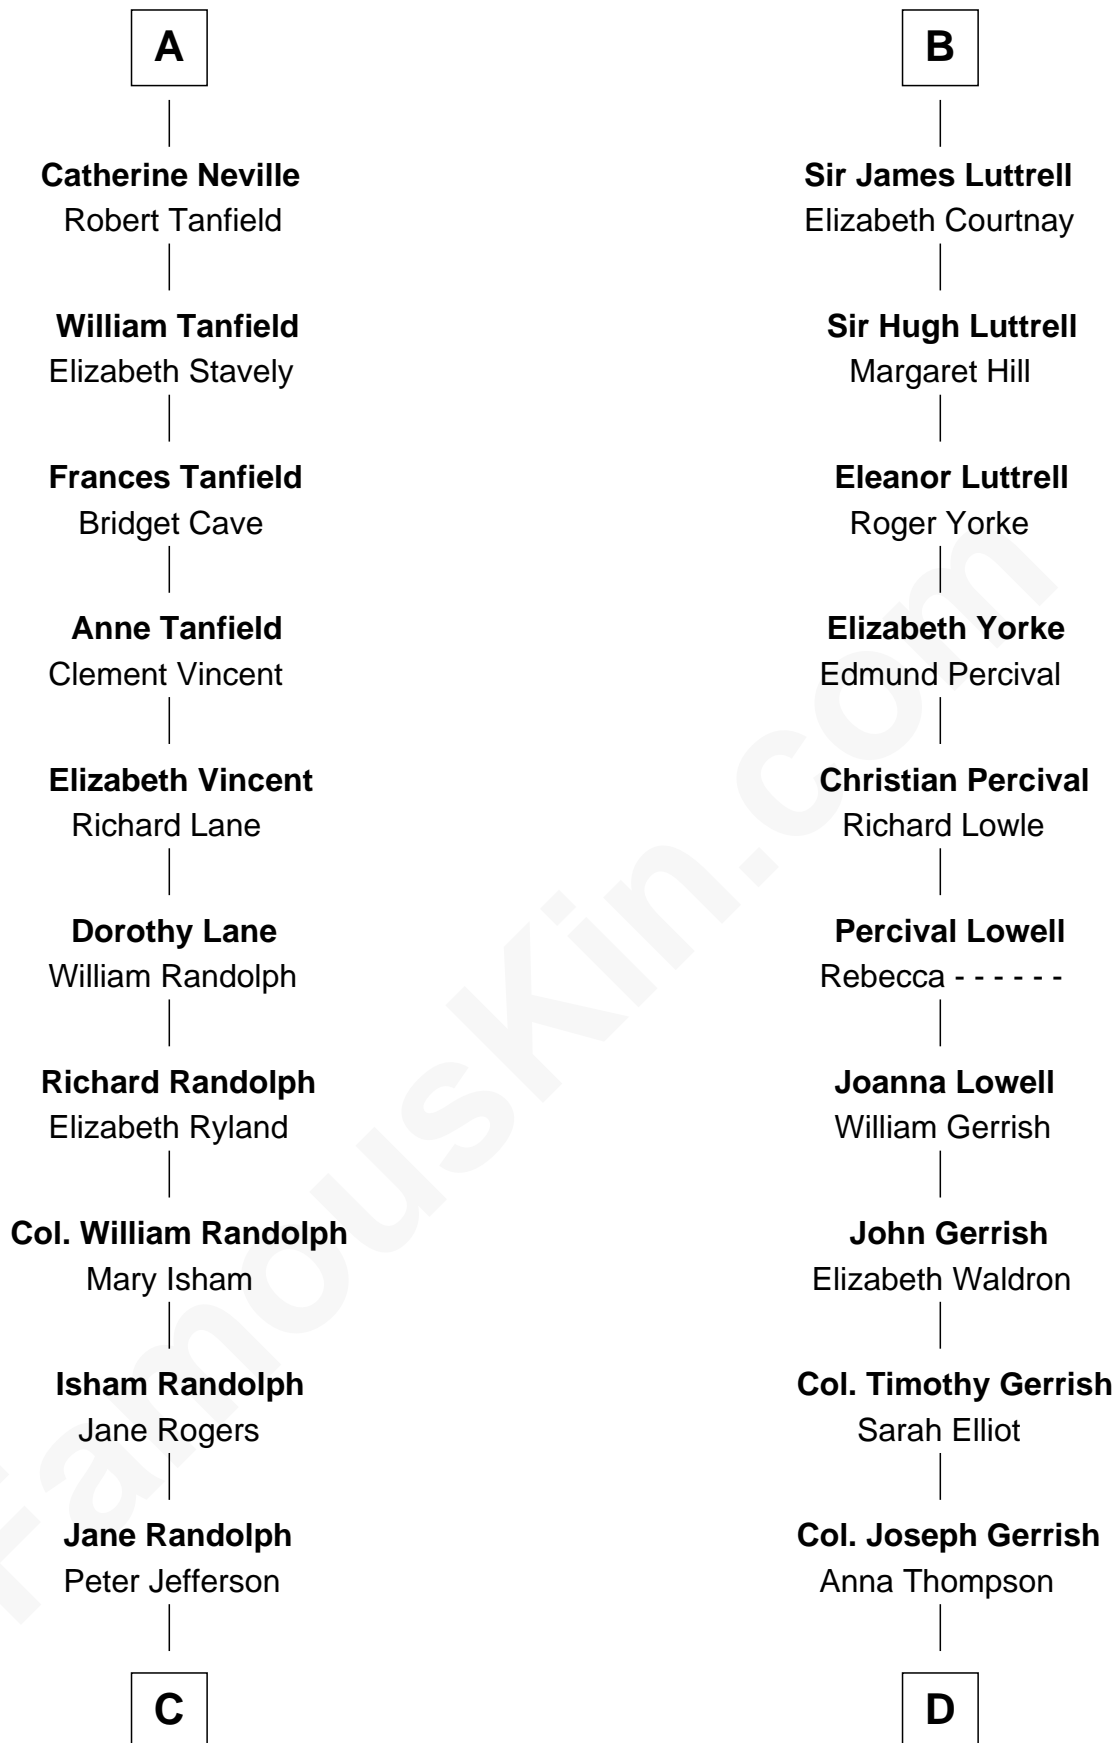 A
Catherine Neville
Robert Tanfield
William Tanfield
Elizabeth Stavely
Frances Tanfield
Bridget Cave
Anne Tanfield
Clement Vincent
Elizabeth Vincent
Richard Lane
Dorothy Lane
William Randolph
Richard Randolph
Elizabeth Ryland
Col. William Randolph
Mary Isham
Isham Randolph
Jane Rogers
Jane Randolph
Peter Jefferson
C
B
Sir James Luttrell
Elizabeth Courtnay
Sir Hugh Luttrell
Margaret Hill
Eleanor Luttrell
Roger Yorke
Elizabeth Yorke
Edmund Percival
Christian Percival
Richard Lowle
Percival Lowell
Rebecca - - - - - -
Joanna Lowell
William Gerrish
John Gerrish
Elizabeth Waldron
Col. Timothy Gerrish
Sarah Elliot
Col. Joseph Gerrish
Anna Thompson
D
FamousKin.com